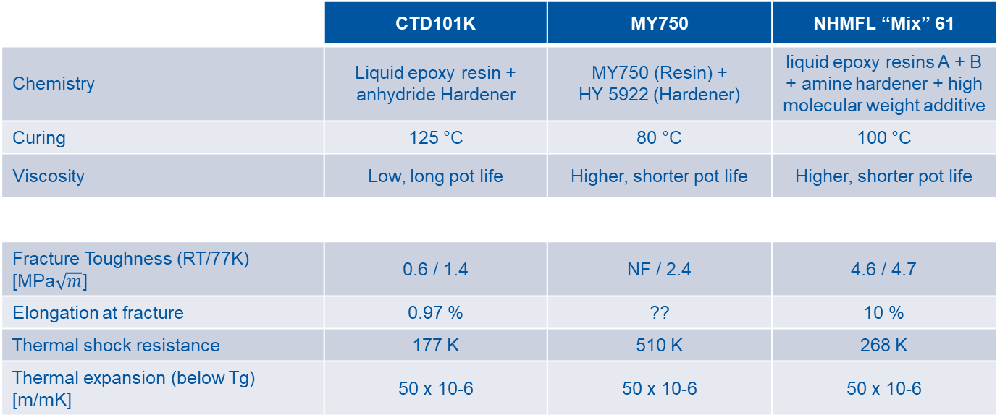 CTD101K MY750 NHMFL “Mix” 61
Chemistry
Liquid epoxy resin +
anhydride Hardener
MY750 (Resin) +
HY 5922 (Hardener)
liquid epoxy resins A + B
+ amine hardener + high
molecular weight additive
Curing 125 °C 80 °C 100 °C
Viscosity Low, long pot life Higher, shorter pot life Higher, shorter pot life
Fracture Toughness (RT/77K)
[MPa√m]
0.6 / 1.4 NF / 2.4 4.6 / 4.7
Elongation at fracture 0.97 % ?? 10 %
Thermal shock resistance 177 K 510 K 268 K
Thermal expansion (below Tg)
[m/mK]
50 x 10-6 50 x 10-6 50 x 10-6